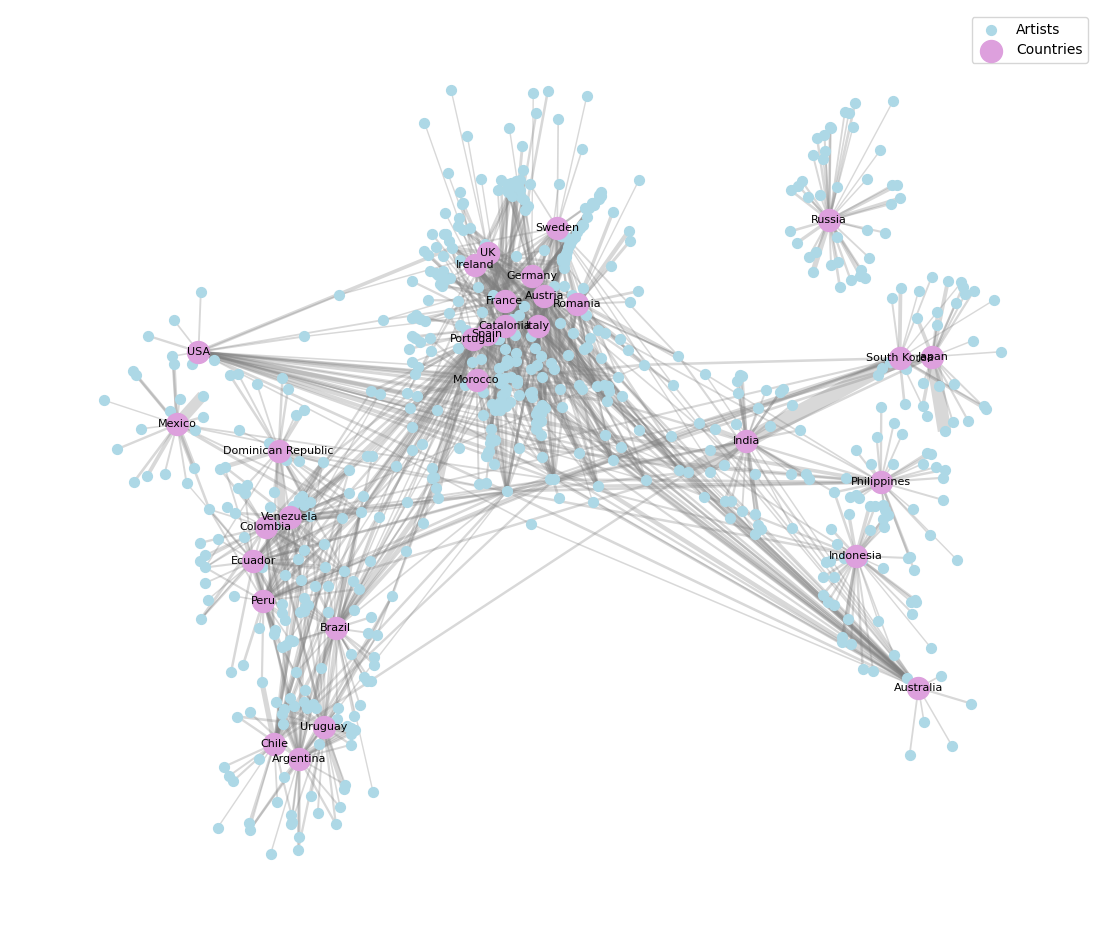 Artists
Countries
Sweden
Russia
UK
Ireland
Germany
Austria
France
Romania
Catalonia
Italy
Spain
Portugal
USA
South Korea
Japan
Morocco
Mexico
India
Dominican Republic
Philippines
Venezuela
Colombia
Indonesia
Ecuador
Peru
Brazil
Australia
Uruguay
Chile
Argentina